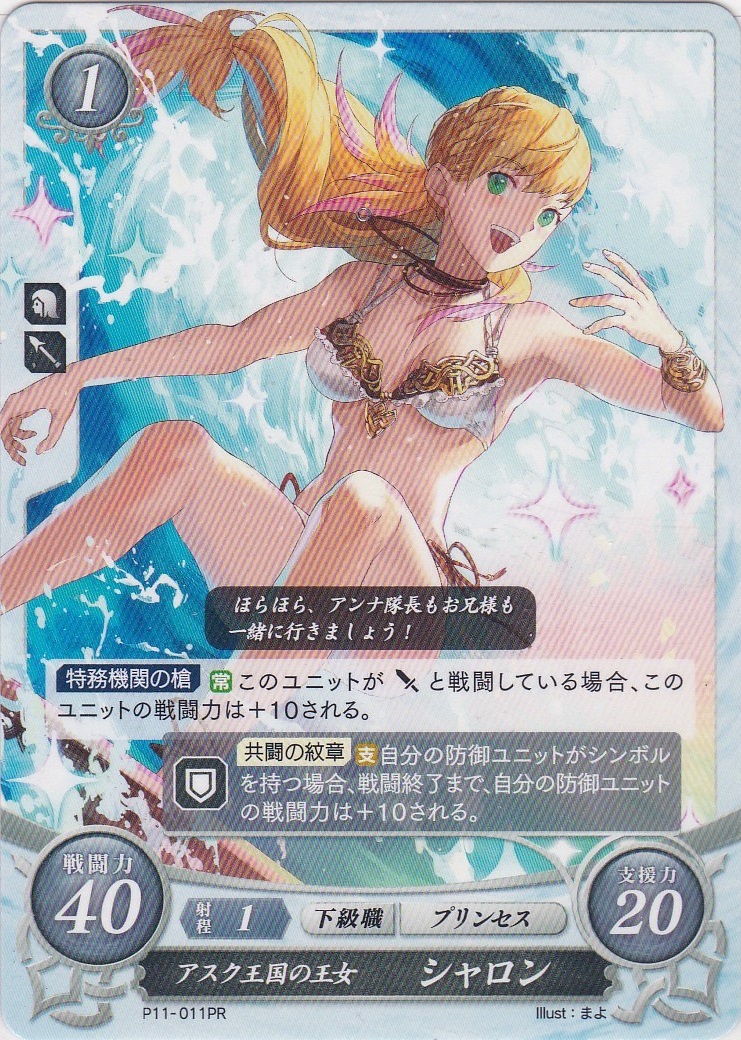 1
ほらほら、アンナ隊長もお兄様も
一緒に行きましょう!
特務機関の槍 常 このユニットが と戦闘している場合、この
ユニットの戦闘力は+10される。
共闘の紋章 支 自分の防御ユニットがシンボル
を持つ場合、戦闘終了まで、自分の防御ユニット
の戦闘力は+10される。
戦闘力
40
射程 1
下級職 プリンセス
支援力
20
アスク王国の王女 シャロン
P11-011PR
Illust:まよ